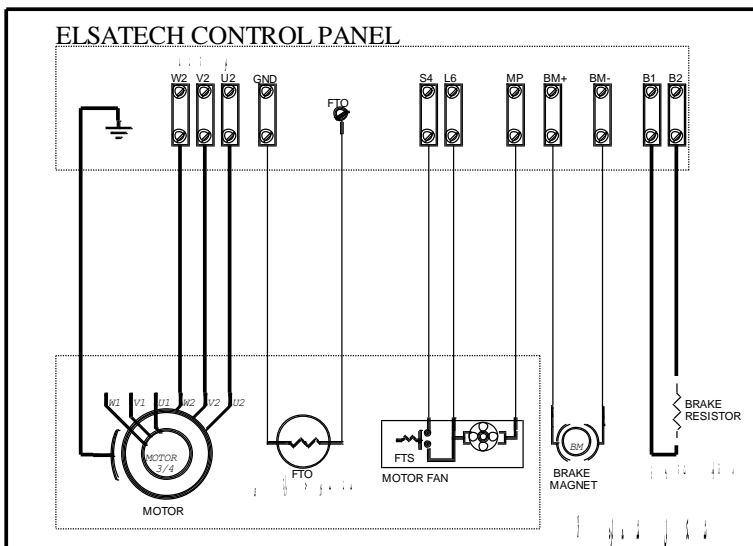 ELSATECH CONTROL PANEL
W2 V2 U2 GND FTO S4 L6 MP BM+ BM- B1 B2
W1 V1 U1 W2 V2 U2
MOTOR
3/4
MOTOR
FTO
FTS
MOTOR FAN
BM
BRAKE
MAGNET
BRAKE
RESISTOR